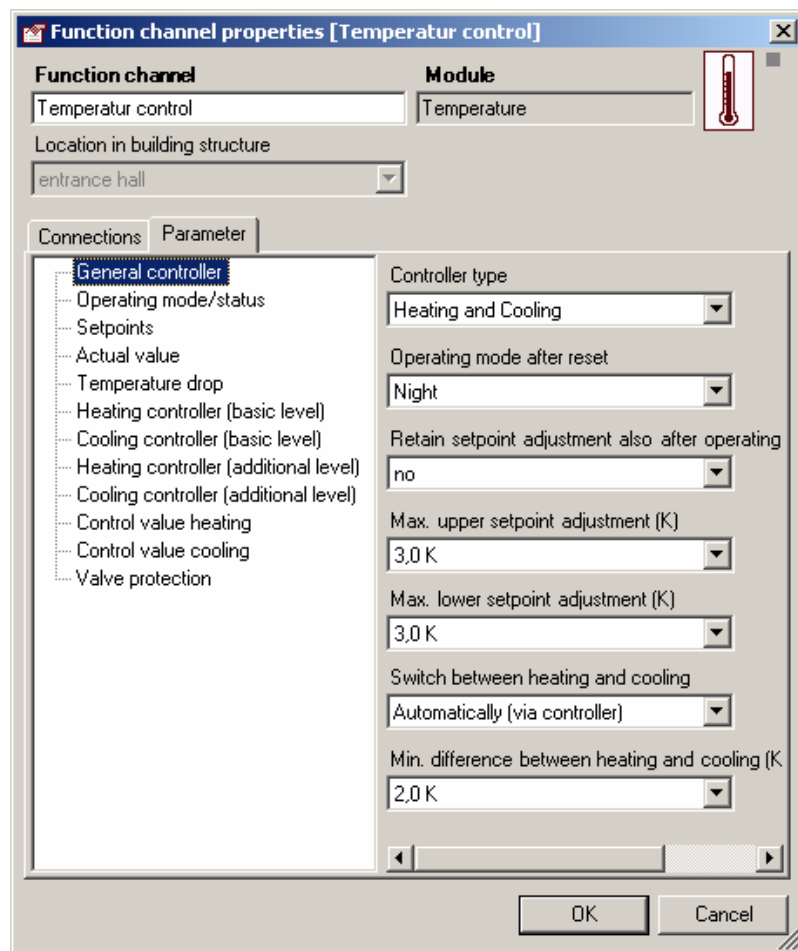 Function channel properties [Temperatur control]
Function channel
Module
Temperatur control
Temperature
Location in building structure
entrance hall
Connections
Parameter
General controller
Operating mode/status
Setpoints
Actual value
Temperature drop
Heating controller (basic level)
Cooling controller (basic level)
Heating controller (additional level)
Cooling controller (additional level)
Control value heating
Control value cooling
Valve protection
Controller type
Heating and Cooling
Operating mode after reset
Night
Retain setpoint adjustment also after operating
no
Max. upper setpoint adjustment (K)
3,0 K
Max. lower setpoint adjustment (K)
3,0 K
Switch between heating and cooling
Automatically (via controller)
Min. difference between heating and cooling (K
2,0 K
OK
Cancel